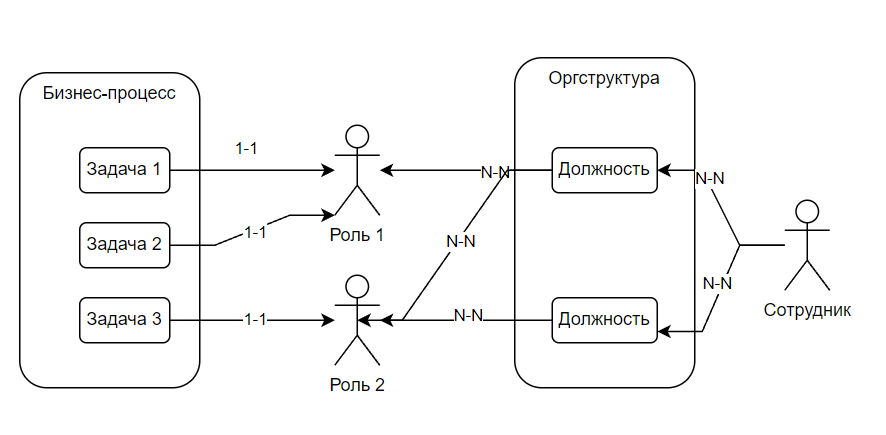 Бизнес-процесс
Оргструктура
Задача 1
1-1
Задача 2
1-1
Задача 3
1-1
Роль 1
Роль 2
N-N
N-N
N-N
Должность
Должность
N-N
N-N
Сотрудник